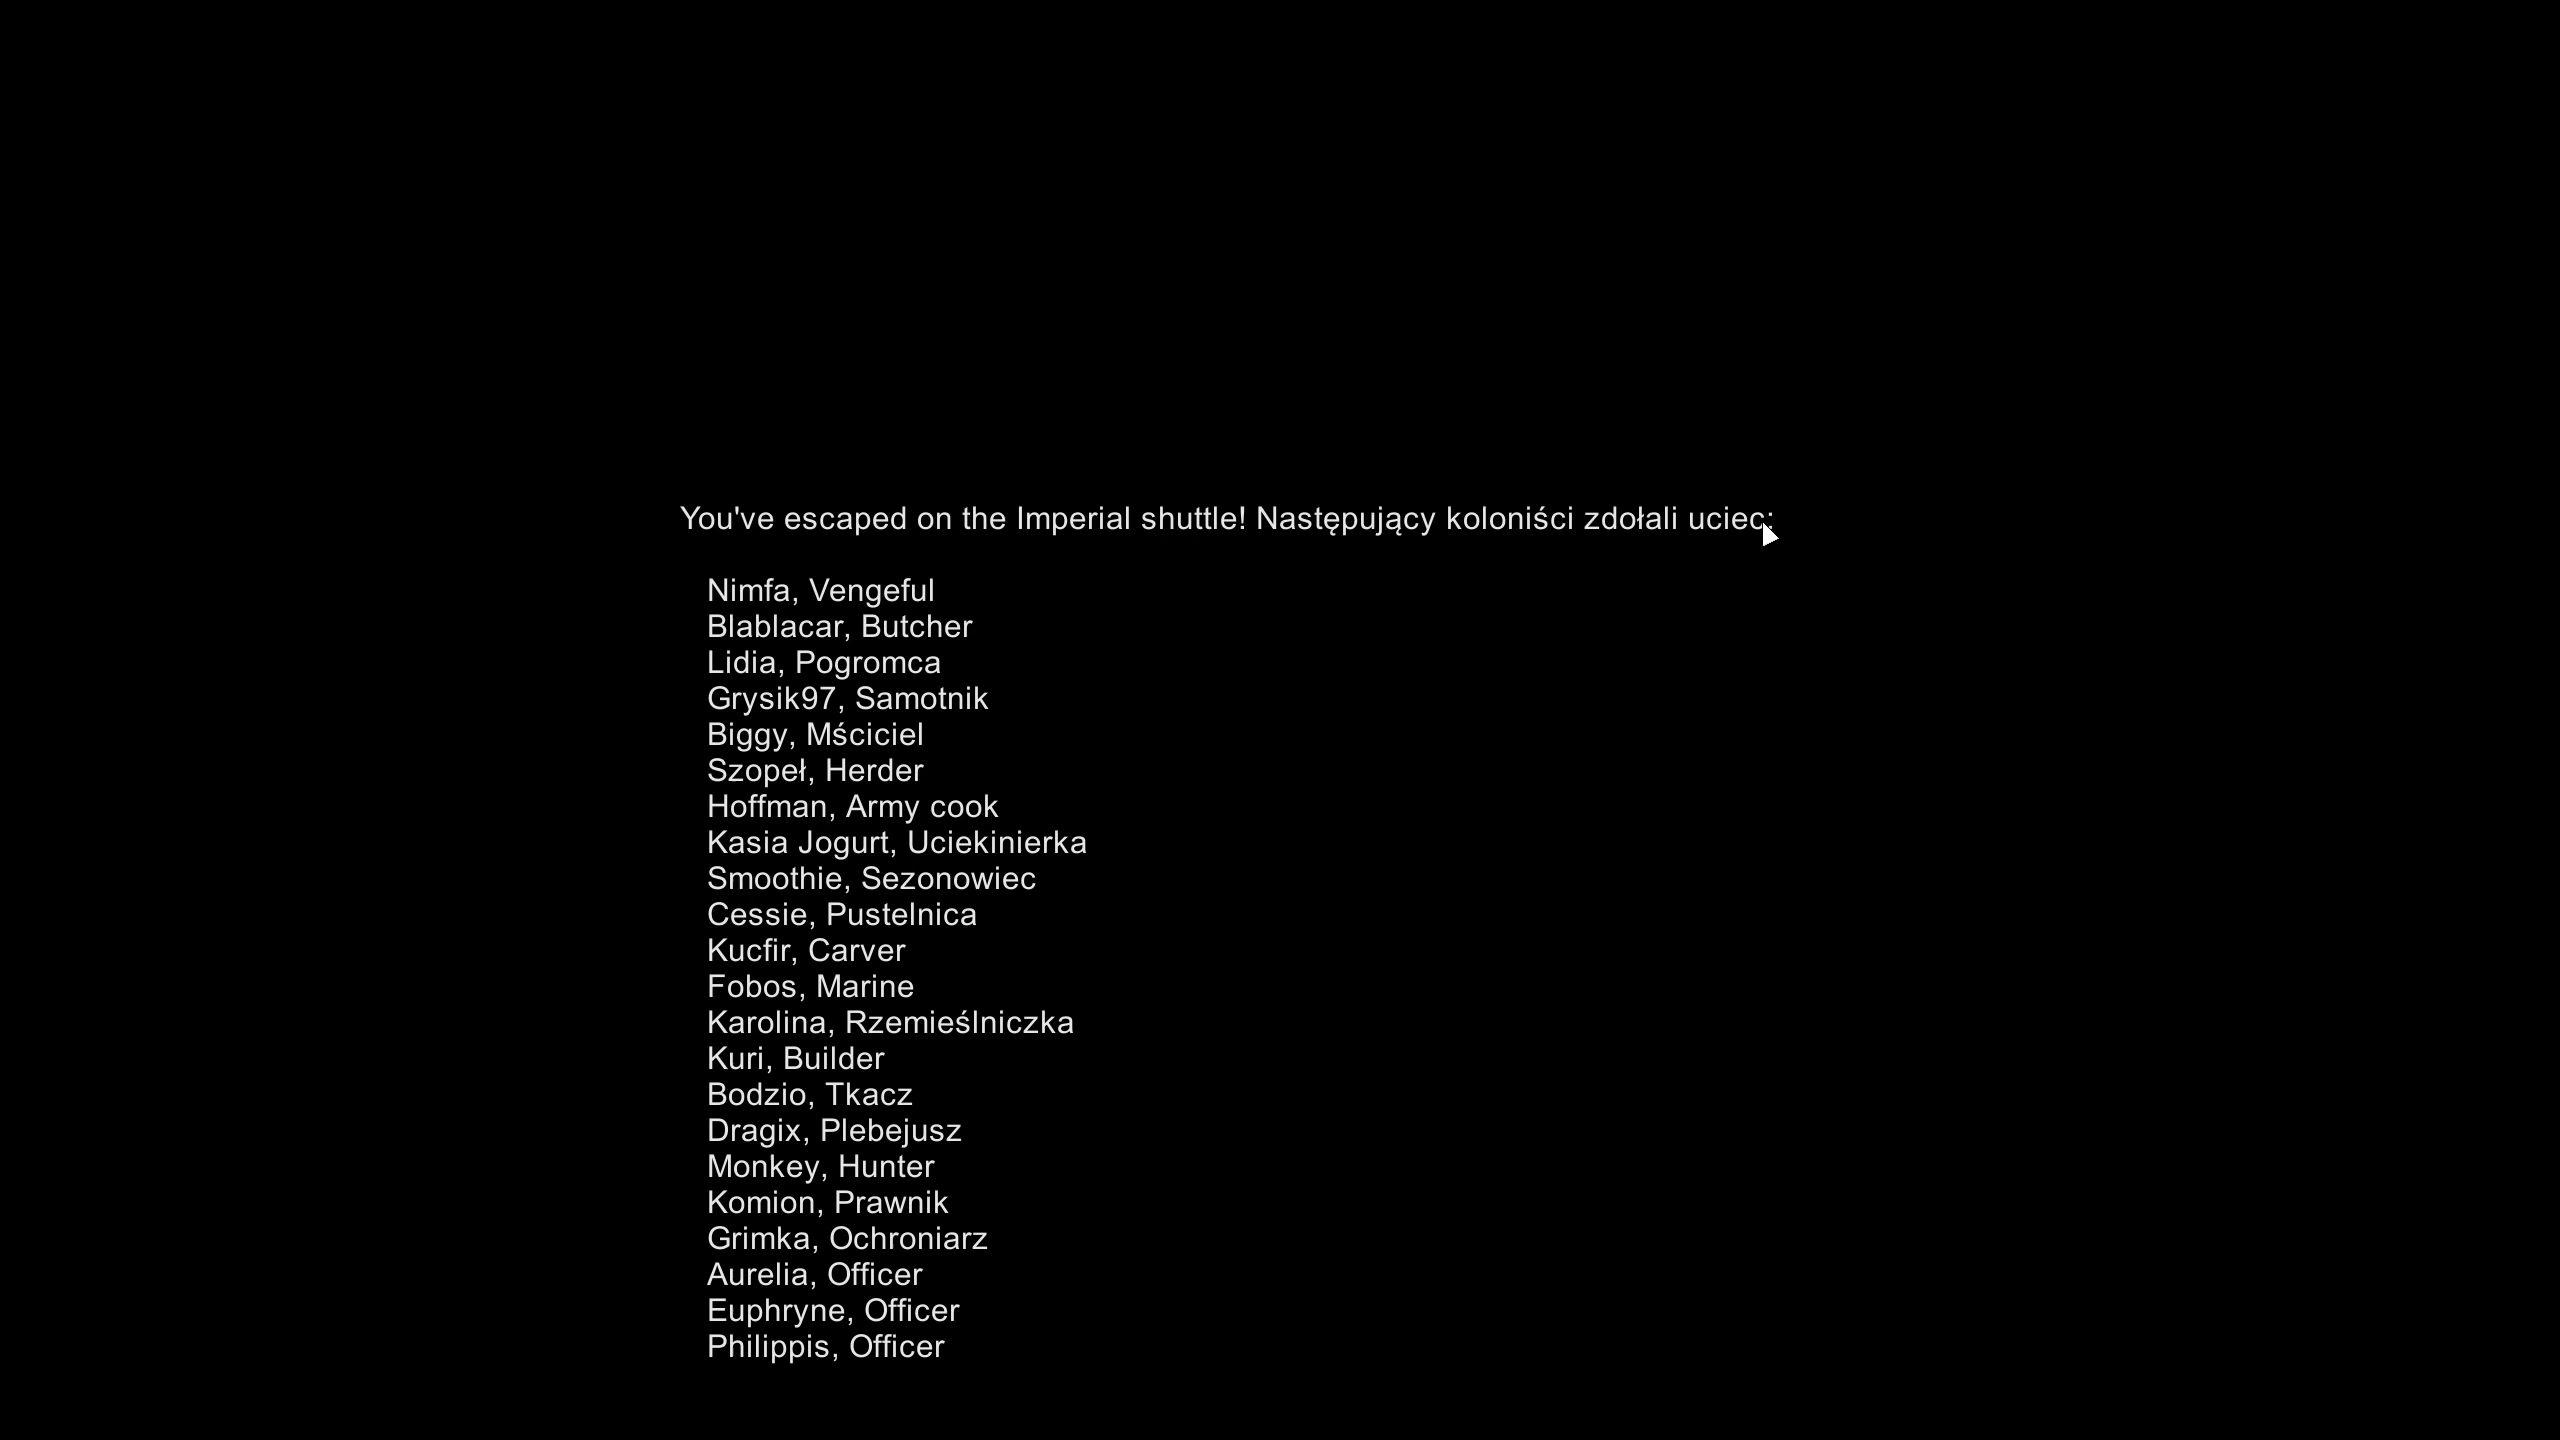 You've escaped on the Imperial shuttle! Następujący koloniści zdołali uciec:
Nimfa, Vengeful
Blablacar, Butcher
Lidia, Pogromca
Grysik97, Samotnik
Biggy, Mściciel
Szopeł, Herder
Hoffman, Army cook
Kasia Jogurt, Uciekinierka
Smoothie, Sezonowiec
Cessie, Pustelnica
Kucfir, Carver
Fobos, Marine
Karolina, Rzemieślniczka
Kuri, Builder
Bodzio, Tkacz
Dragix, Plebejusz
Monkey, Hunter
Komion, Prawnik
Grimka, Ochroniarz
Aurelia, Officer
Euphryne, Officer
Philippis, Officer